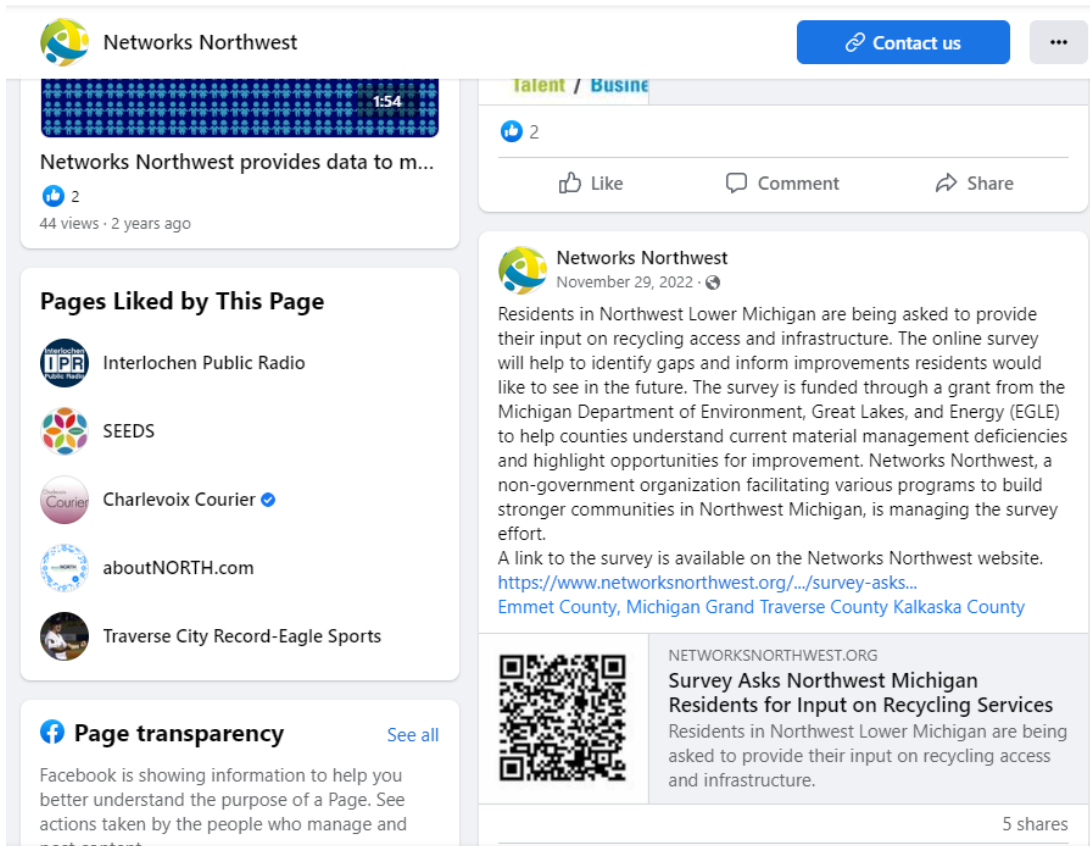 Networks Northwest
Contact us
1:54
Networks Northwest provides data to m...
2
44 views · 2 years ago
Pages Liked by This Page
Interlochen
IPR
Public Radio
Interlochen Public Radio
SEEDS
Charlevoix
Courier
Charlevoix Courier
aboutNORTH.com
Traverse City Record-Eagle Sports
Page transparency
See all
Facebook is showing information to help you
better understand the purpose of a Page. See
actions taken by the people who manage and
post content.
Talent / Busine
2
Like
Comment
Share
Networks Northwest
November 29, 2022 ·
Residents in Northwest Lower Michigan are being asked to provide
their input on recycling access and infrastructure. The online survey
will help to identify gaps and inform improvements residents would
like to see in the future. The survey is funded through a grant from the
Michigan Department of Environment, Great Lakes, and Energy (EGLE)
to help counties understand current material management deficiencies
and highlight opportunities for improvement. Networks Northwest, a
non-government organization facilitating various programs to build
stronger communities in Northwest Michigan, is managing the survey
effort.
A link to the survey is available on the Networks Northwest website.
https://www.networksnorthwest.org/.../survey-asks...
Emmet County, Michigan Grand Traverse County Kalkaska County
NETWORKSNORTHWEST.ORG
Survey Asks Northwest Michigan
Residents for Input on Recycling Services
Residents in Northwest Lower Michigan are being
asked to provide their input on recycling access
and infrastructure.
5 shares